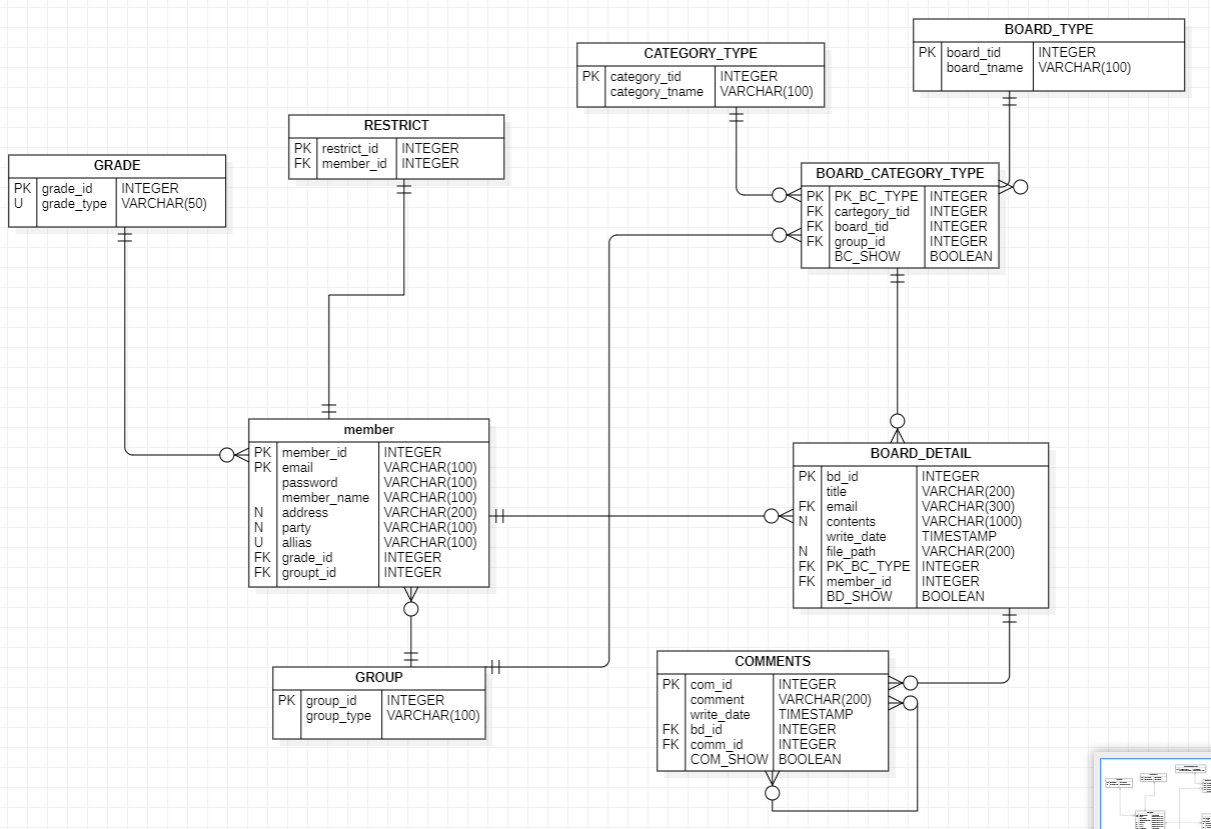 BOARD_TYPE
PK board_tid INTEGER
board_tname VARCHAR(100)
CATEGORY_TYPE
PK category_tid INTEGER
category_tname VARCHAR(100)
RESTRICT
PK restrict_id INTEGER
FK member_id INTEGER
GRADE
PK grade_id INTEGER
U grade_type VARCHAR(50)
BOARD_CATEGORY_TYPE
PK PK_BC_TYPE INTEGER
FK cartegory_tid INTEGER
FK board_tid INTEGER
FK group_id INTEGER
BC_SHOW BOOLEAN
member
PK member_id INTEGER
PK email VARCHAR(100)
password VARCHAR(100)
member_name VARCHAR(100)
N address VARCHAR(200)
N party VARCHAR(100)
U allias VARCHAR(100)
FK grade_id INTEGER
FK groupt_id INTEGER
BOARD_DETAIL
PK bd_id INTEGER
title VARCHAR(200)
FK email VARCHAR(300)
N contents VARCHAR(1000)
write_date TIMESTAMP
N file_path VARCHAR(200)
FK PK_BC_TYPE INTEGER
FK member_id INTEGER
BD_SHOW BOOLEAN
GROUP
PK group_id INTEGER
group_type VARCHAR(100)
COMMENTS
PK com_id INTEGER
comment VARCHAR(200)
write_date TIMESTAMP
FK bd_id INTEGER
FK comm_id INTEGER
COM_SHOW BOOLEAN